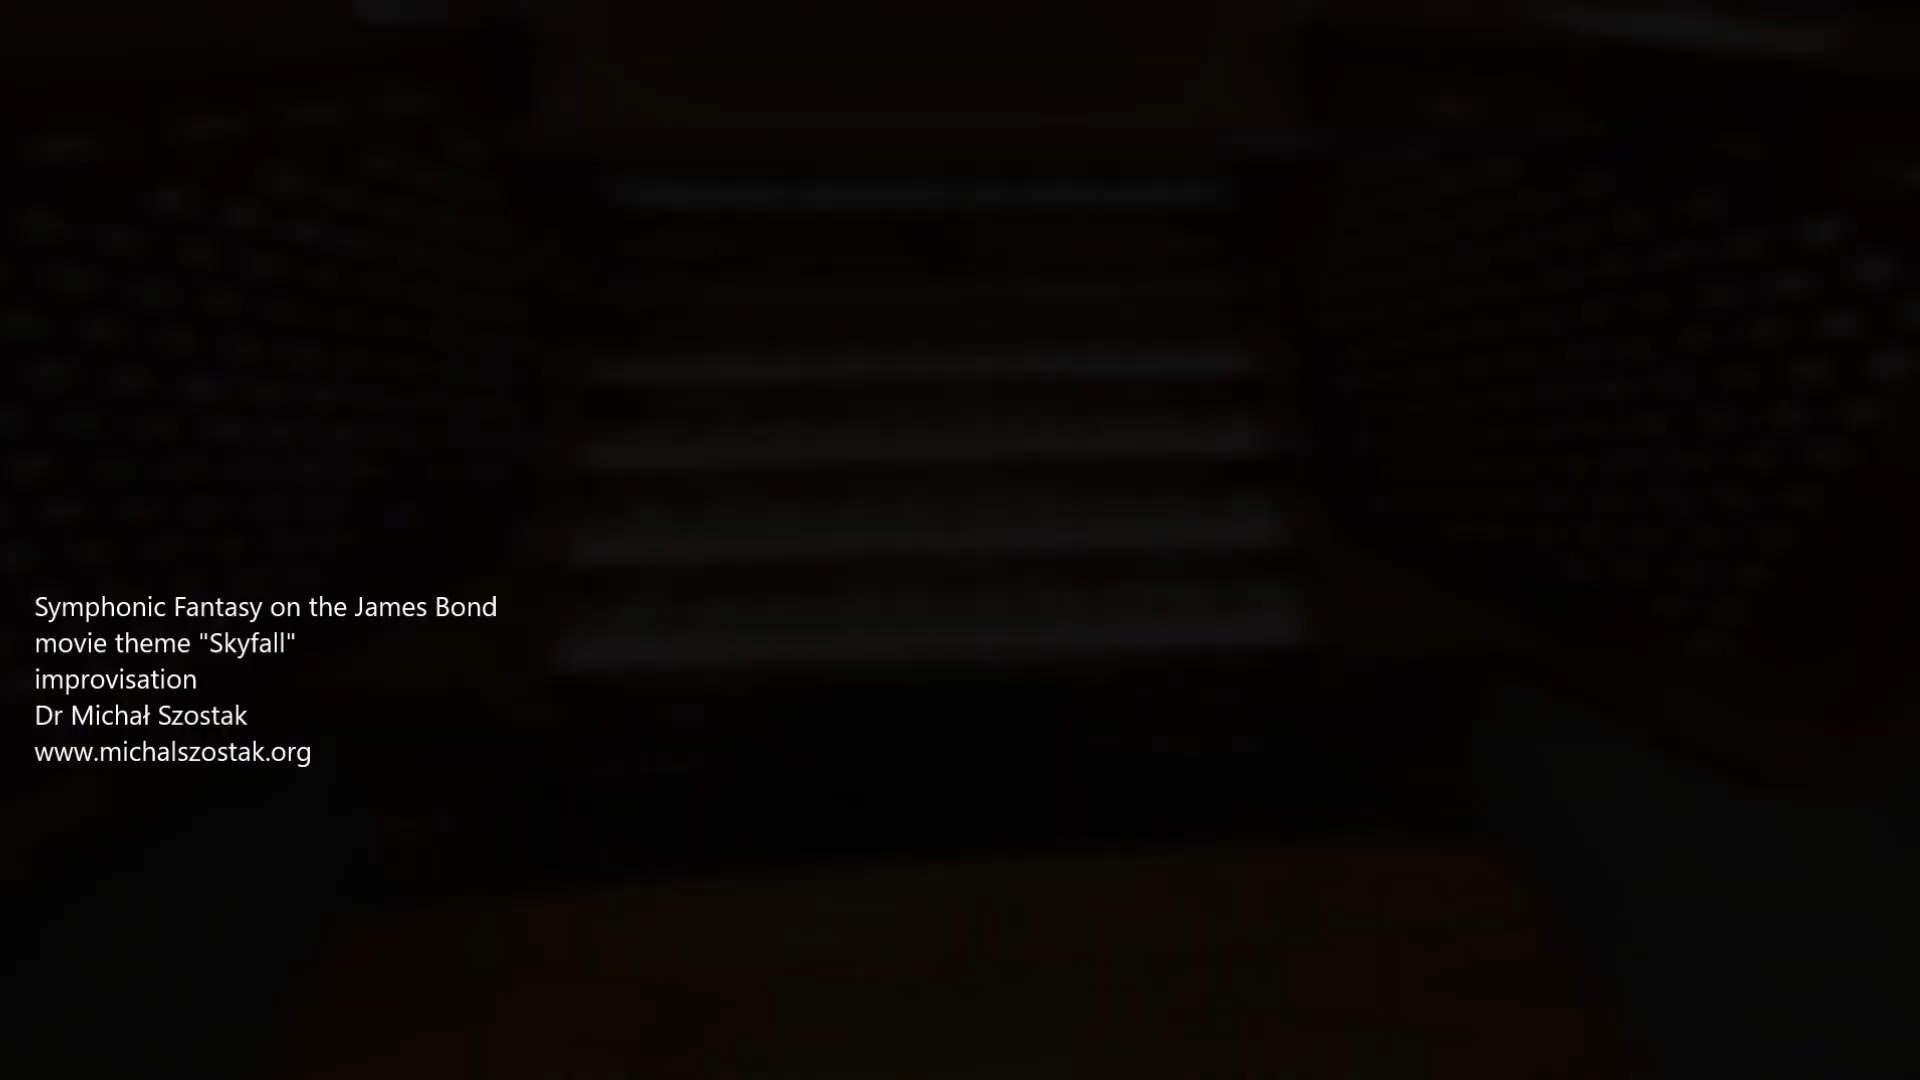 Symphonic Fantasy on the James Bond
movie theme "Skyfall"
improvisation
Dr Michał Szostak
www.michalszostak.org